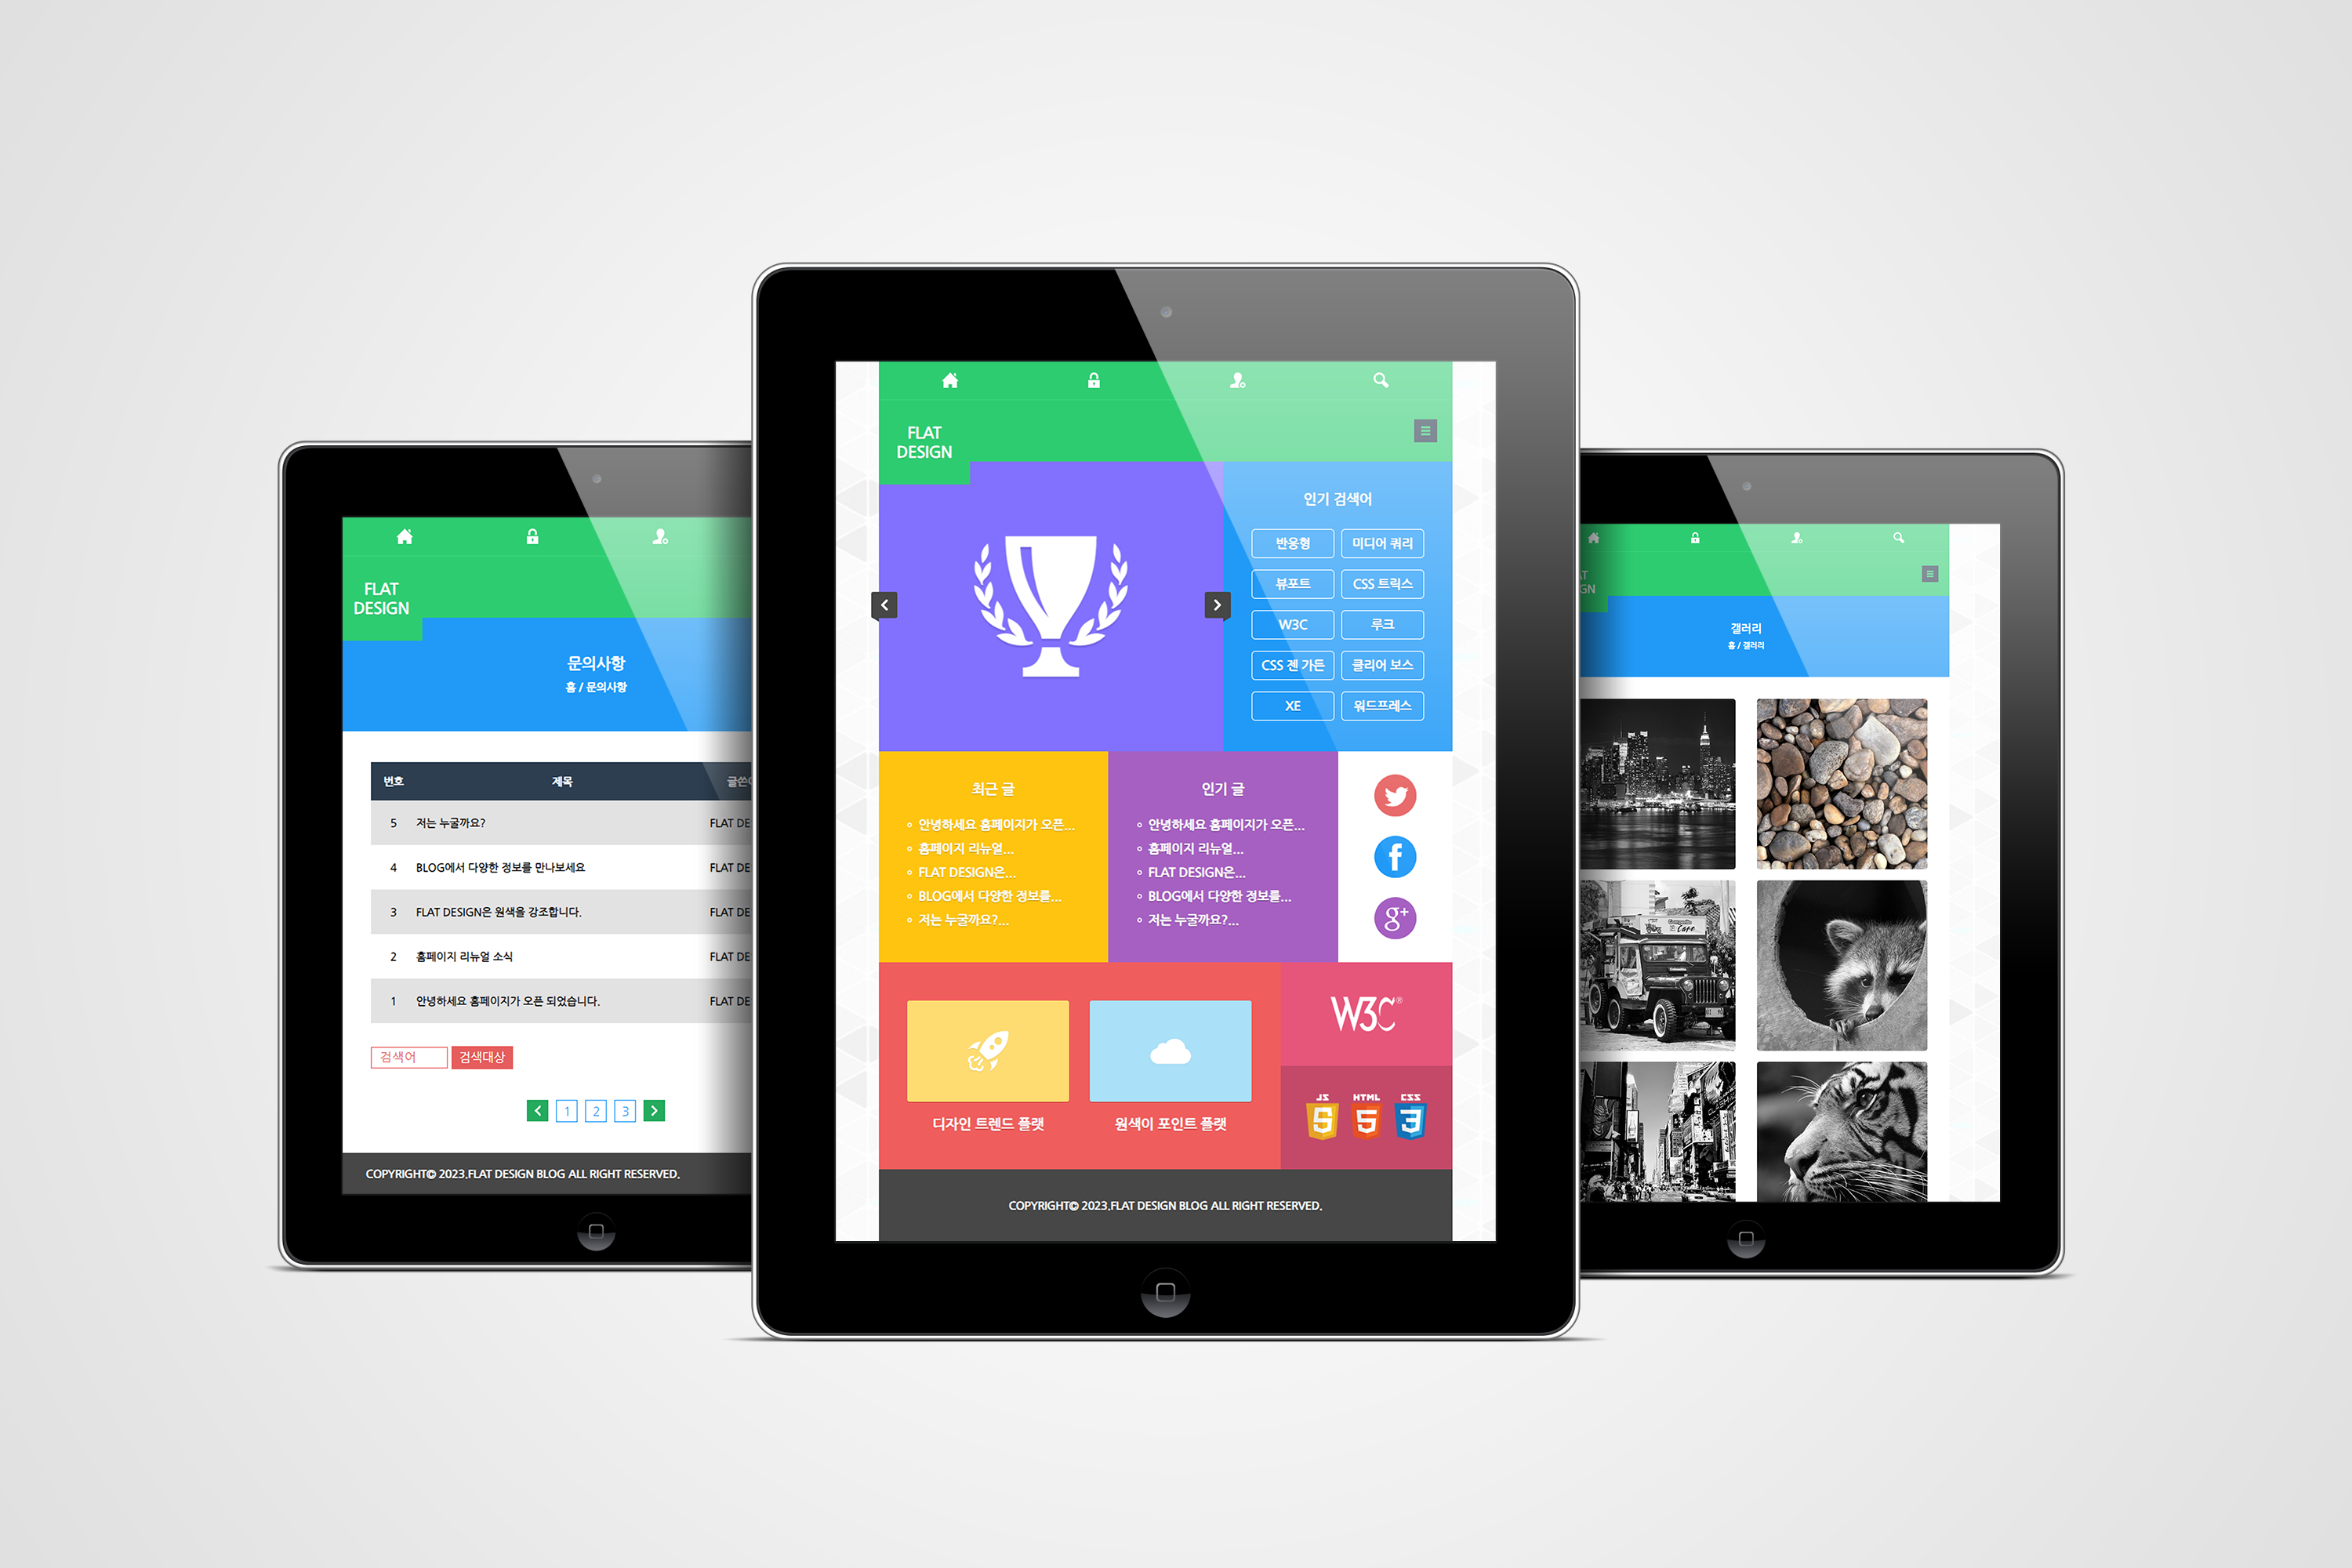 FLAT
DESIGN
문의사항
홈 / 문의사항
번호 제목
5 저는 누굴까요? FLAT DE
4 BLOG에서 다양한 정보를 만나보세요 FLAT DE
3 FLAT DESIGN은 원색을 강조합니다. FLAT DE
2 홈페이지 리뉴얼 소식 FLAT DE
1 안녕하세요 홈페이지가 오픈 되었습니다. FLAT DE
검색어 검색대상
1 2 3
COPYRIGHT© 2023.FLAT DESIGN BLOG ALL RIGHT RESERVED.
FLAT
DESIGN
인기 검색어
반응형 미디어 쿼리
뷰포트 CSS 트릭스
W3C 루크
CSS 젠 가든 클리어 보스
XE 워드프레스
최근 글
안녕하세요 홈페이지가 오픈...
홈페이지 리뉴얼...
FLAT DESIGN은...
BLOG에서 다양한 정보를...
저는 누굴까요?...
인기 글
안녕하세요 홈페이지가 오픈...
홈페이지 리뉴얼...
FLAT DESIGN은...
BLOG에서 다양한 정보를...
저는 누굴까요?...
g+
디자인 트렌드 플랫
원색이 포인트 플랫
W3C®
JS HTML CSS
5 5 3
COPYRIGHT© 2023.FLAT DESIGN BLOG ALL RIGHT RESERVED.
갤러리
홈 / 갤러리